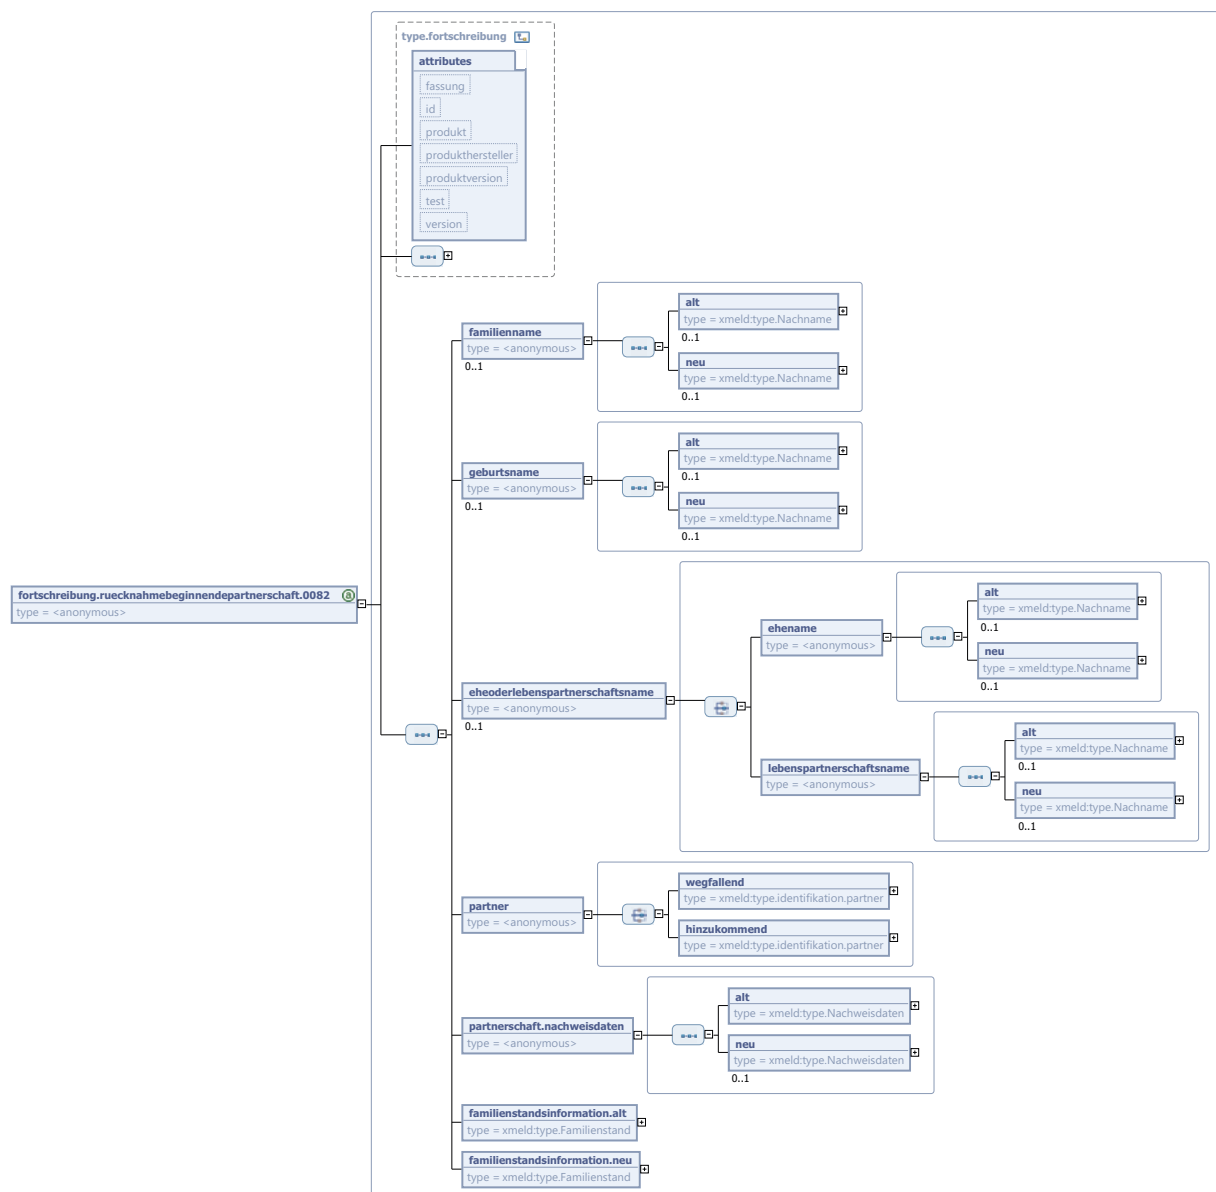 type.fortschreibung
attributes
fassung
id
produkt
produkthersteller
produktversion
test
version
familienname
type = <anonymous>
0..1
alt
type = xmeld:type.Nachname
0..1
neu
type = xmeld:type.Nachname
0..1
geburtsname
type = <anonymous>
0..1
alt
type = xmeld:type.Nachname
0..1
neu
type = xmeld:type.Nachname
0..1
fortschreibung.ruecknahmebeginnendepartnerschaft.0082 a
type = <anonymous>
eheoderlebenspartnerschaftsname
type = <anonymous>
0..1
ehename
type = <anonymous>
alt
type = xmeld:type.Nachname
0..1
neu
type = xmeld:type.Nachname
0..1
lebenspartnerschaftsname
type = <anonymous>
alt
type = xmeld:type.Nachname
0..1
neu
type = xmeld:type.Nachname
0..1
partner
type = <anonymous>
wegfallend
type = xmeld:type.identifikation.partner
hinzukommend
type = xmeld:type.identifikation.partner
partnerschaft.nachweisdaten
type = <anonymous>
alt
type = xmeld:type.Nachweisdaten
neu
type = xmeld:type.Nachweisdaten
0..1
familienstandsinformation.alt
type = xmeld:type.Familienstand
familienstandsinformation.neu
type = xmeld:type.Familienstand